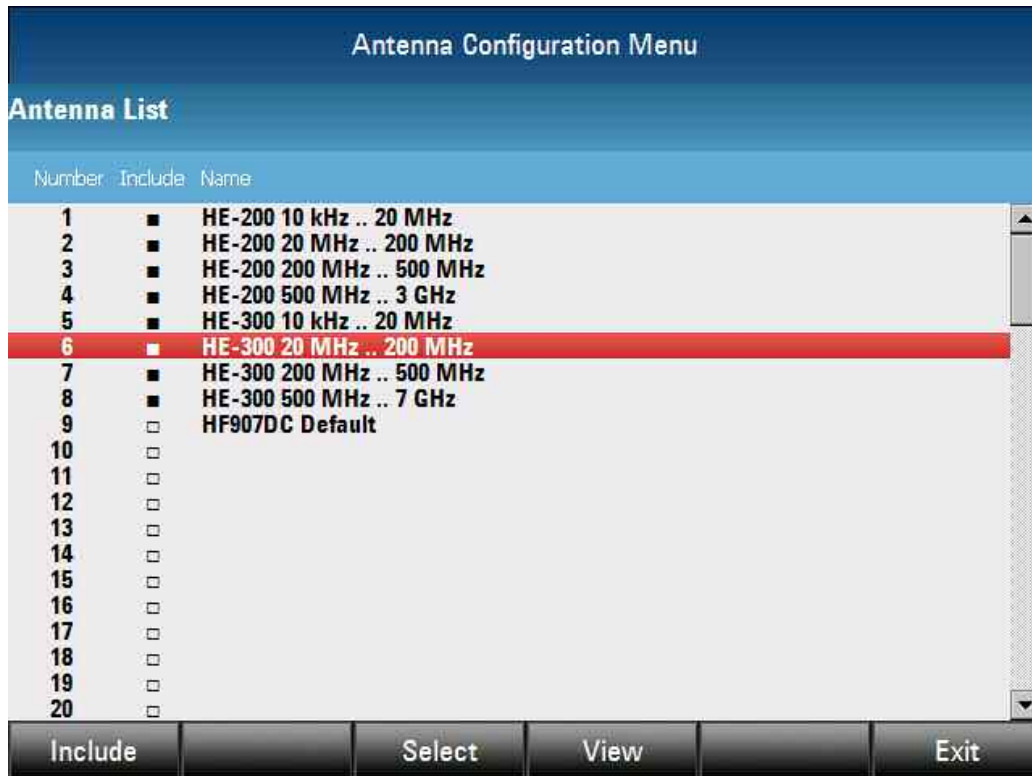 Antenna Configuration Menu
Antenna List
Number Include Name
1 ■ HE-200 10 kHz .. 20 MHz
2 ■ HE-200 20 MHz .. 200 MHz
3 ■ HE-200 200 MHz .. 500 MHz
4 ■ HE-200 500 MHz .. 3 GHz
5 ■ HE-300 10 kHz .. 20 MHz
6 ■ HE-300 20 MHz .. 200 MHz
7 ■ HE-300 200 MHz .. 500 MHz
8 ■ HE-300 500 MHz .. 7 GHz
9 □ HF907DC Default
10 □
11 □
12 □
13 □
14 □
15 □
16 □
17 □
18 □
19 □
20 □
Include Select View Exit